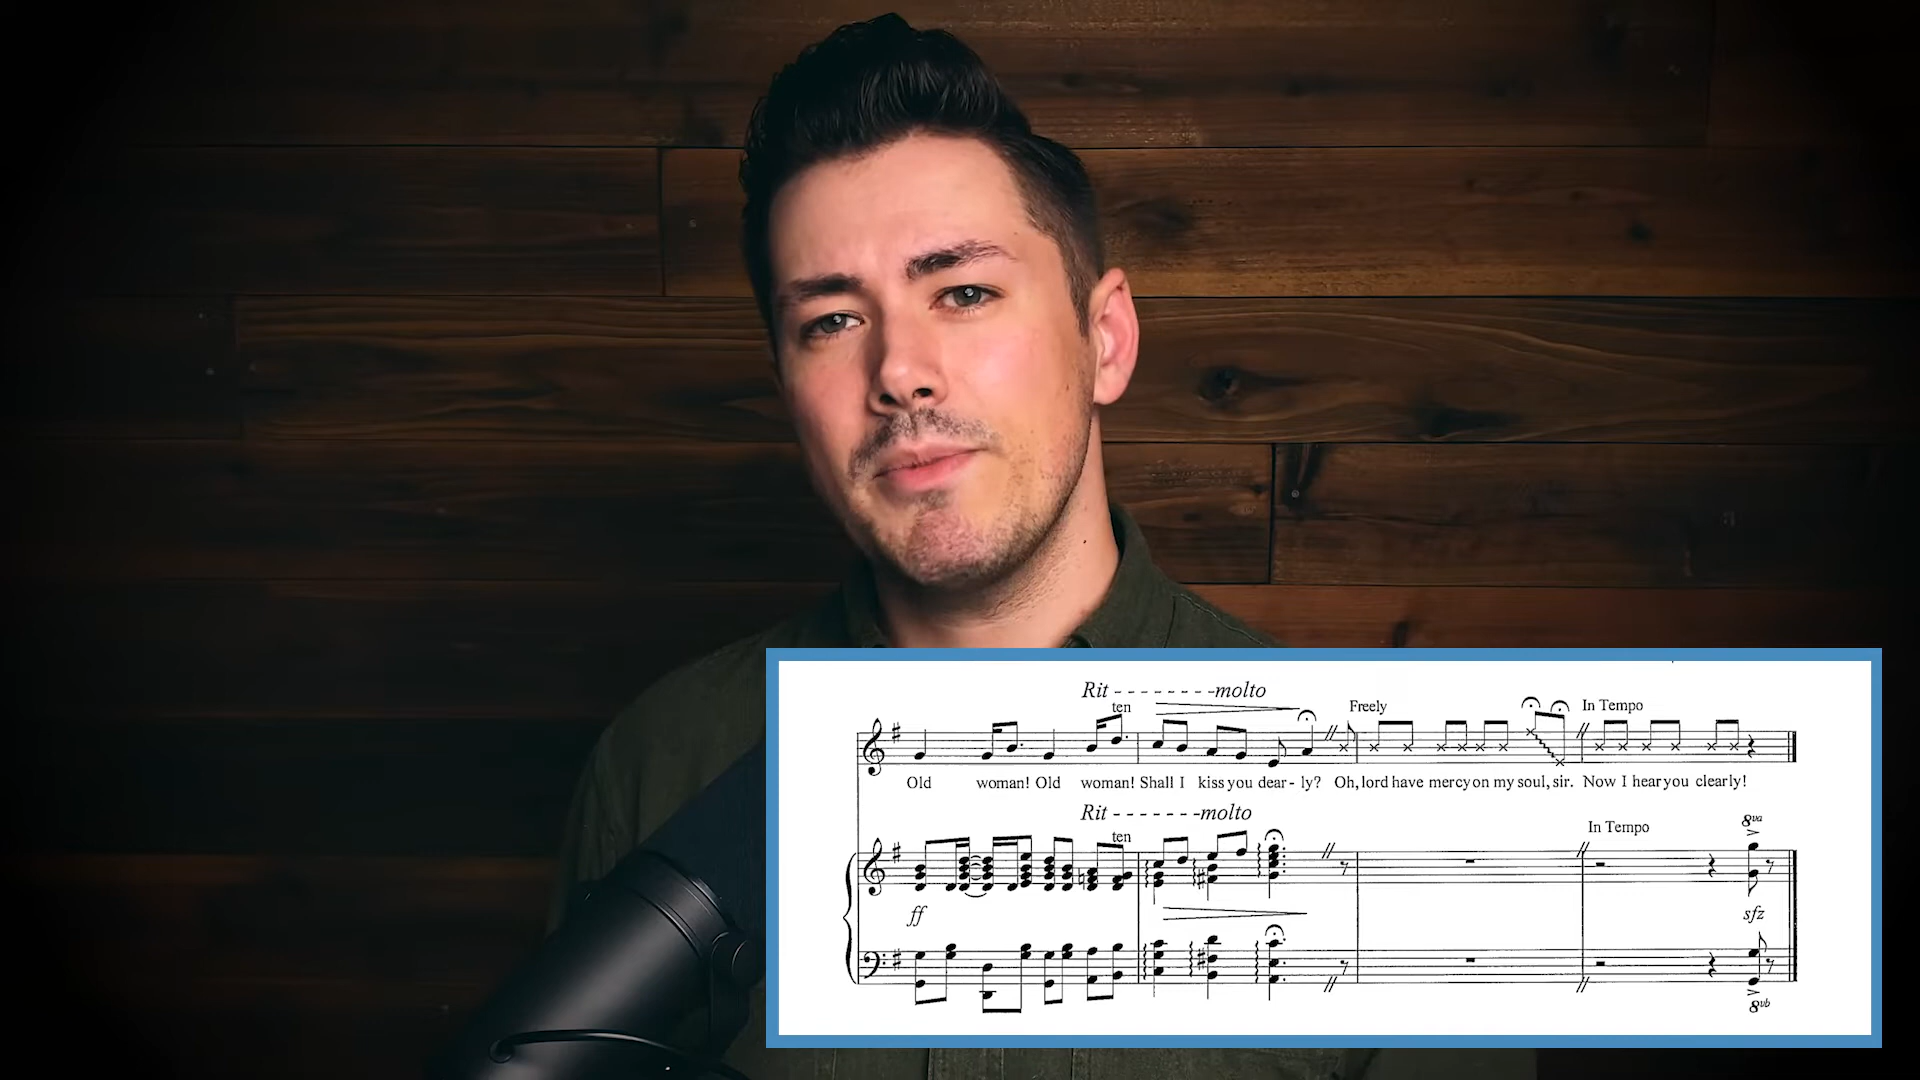 Rit - - - - - - - -molto
ten
Freely
In Tempo
Old woman! Old woman! Shall I kiss you dear - ly? Oh, lord have mercy on my soul, sir. Now I hear you clearly!
Rit - - - - - - -molto
ten
In Tempo
8va
ff
sfz
8vb